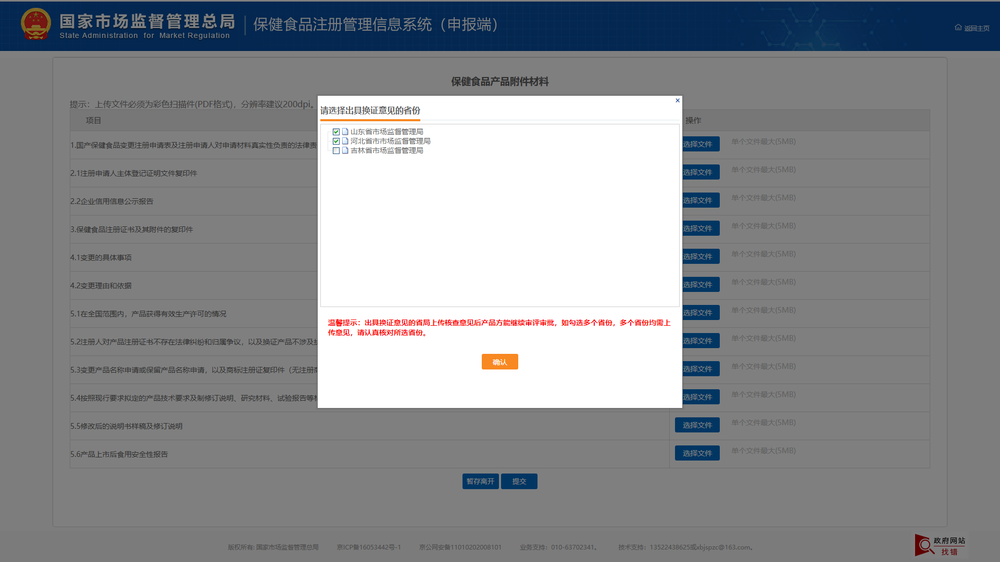 国家市场监督管理总局
State Administration for Market Regulation
保健食品注册管理信息系统（申报端）
返回主页
保健食品产品附件材料
提示：上传文件必须为彩色扫描件(PDF格式)，分辨率建议200dpi。
项目
操作
1.国产保健食品变更注册申请表及注册申请人对申请材料真实性负责的法律责
选择文件 单个文件最大(5MB)
2.1注册申请人主体登记证明文件复印件
选择文件 单个文件最大(5MB)
2.2企业信用信息公示报告
选择文件 单个文件最大(5MB)
3.保健食品注册证书及其附件的复印件
选择文件 单个文件最大(5MB)
4.1变更的具体事项
选择文件 单个文件最大(5MB)
4.2变更理由和依据
选择文件 单个文件最大(5MB)
5.1在全国范围内，产品获得有效生产许可的情况
选择文件 单个文件最大(5MB)
5.2注册人对产品注册证书不存在法律纠纷和归属争议，以及换证产品不涉及
选择文件 单个文件最大(5MB)
5.3变更产品名称申请或保留产品名称申请，以及商标注册证复印件（无注册
选择文件 单个文件最大(5MB)
5.4按照现行要求拟定的产品技术要求及制修订说明、研究材料、试验报告等
选择文件 单个文件最大(5MB)
5.5修改后的说明书样稿及修订说明
选择文件 单个文件最大(5MB)
5.6产品上市后食用安全性报告
选择文件 单个文件最大(5MB)
请选择出具换证意见的省份
×
山东省市场监督管理局
河北省市市场监督管理局
吉林省市场监督管理局
温馨提示：出具换证意见的省局上传核查意见后产品方能继续审评审批，如勾选多个省份，多个省份均需上
传意见，请认真核对所选省份。
确认
暂存离开 提交
版权所有: 国家市场监督管理总局 京ICP备16053442号-1 京公网安备11010202008101 业务支持：010-63702341。 技术支持：13522438625或xbjspzc@163.com。
政府网站
找错